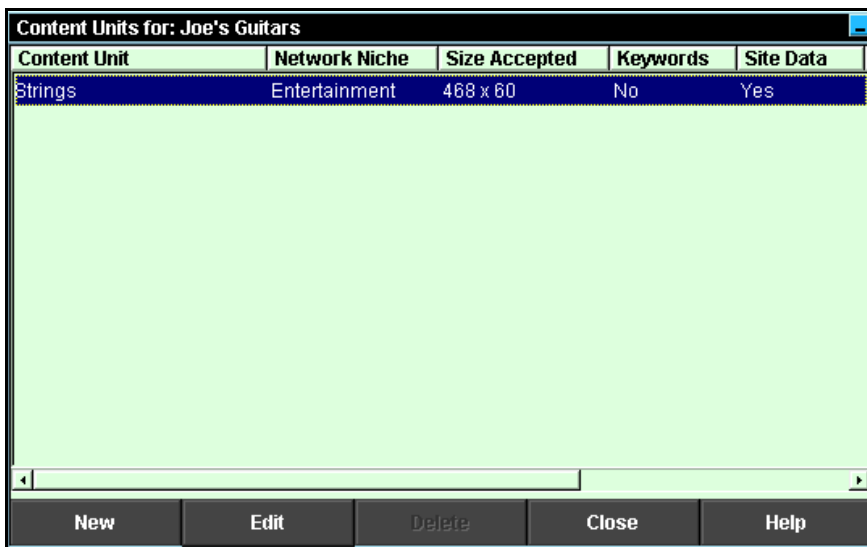 Content Units for: Joe's Guitars
Content Unit Network Niche Size Accepted Keywords Site Data
Strings Entertainment 468 x 60 No Yes
New Edit Delete Close Help